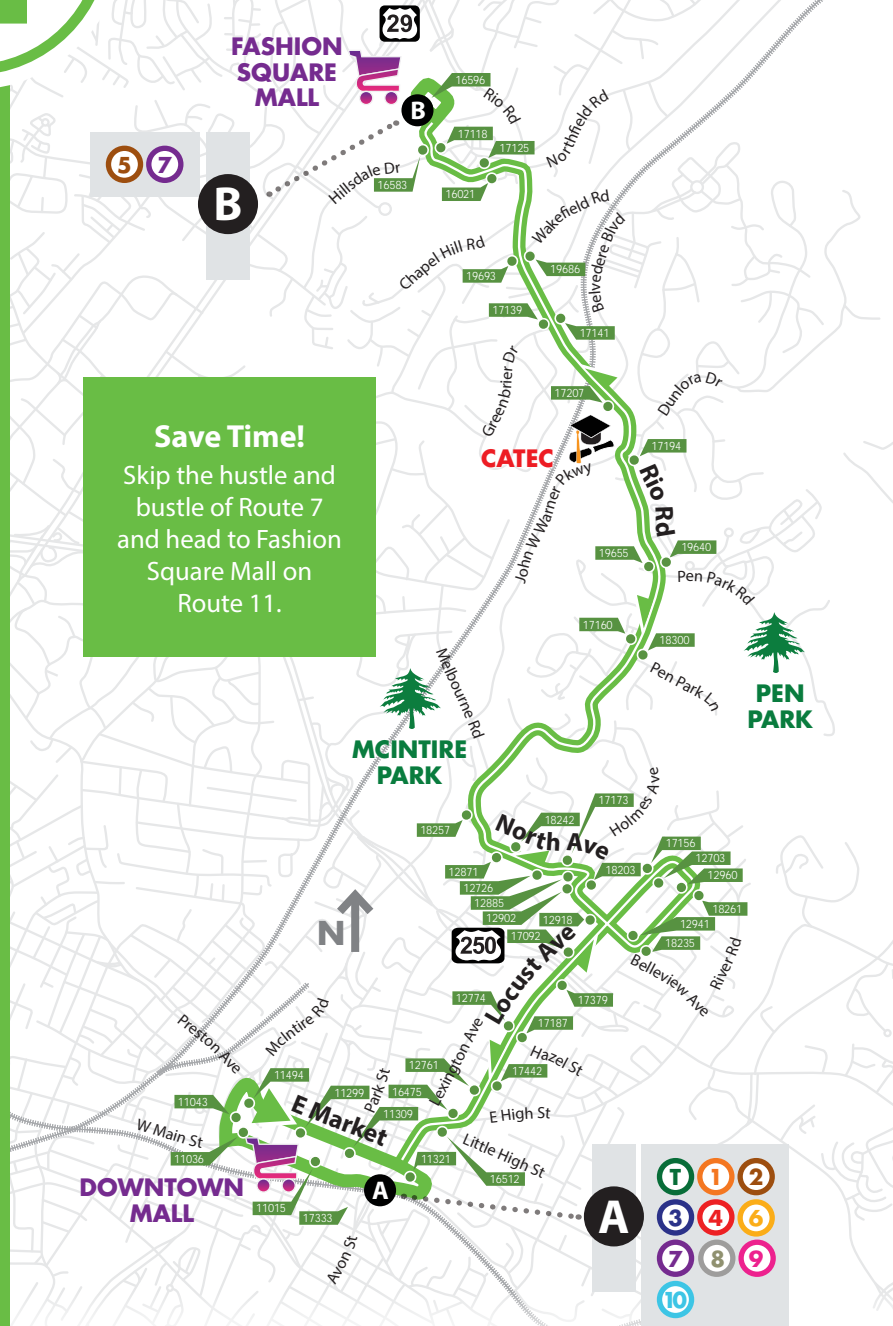 29
FASHION
SQUARE
MALL
16596
Rio Rd
B
17118
17125
Northfield Rd
5 7
B
Hillsdale Dr
16583
16021
Wakefield Rd
Chapel Hill Rd
19693
19686
Belvedere Blvd
17139
17141
Greenbrier Dr
17207
Dunlora Dr
Save Time!
Skip the hustle and
bustle of Route 7
and head to Fashion
Square Mall on
Route 11.
CATEC
17194
Rio Rd
John W Warner Pkwy
19655
19640
Pen Park Rd
17160
18300
Pen Park Ln
PEN
PARK
Melbourne Rd
MCINTIRE
PARK
18257
North Ave
18242
17173
Holmes Ave
12871
12726
12885
12902
18203
17156
12703
12960
18261
12918
12941
18235
N
250
17092
Locust Ave
Belleview Ave
River Rd
17379
12774
17187
Lexington Ave
Hazel St
12761
17442
16475
E High St
Preston Ave
McIntire Rd
11494
11043
11299
Park St
E Market
11309
W Main St
11036
Little High St
11321
16512
DOWNTOWN
MALL
A
11015
17333
Avon St
A
T 1 2
3 4 6
7 8 9
10